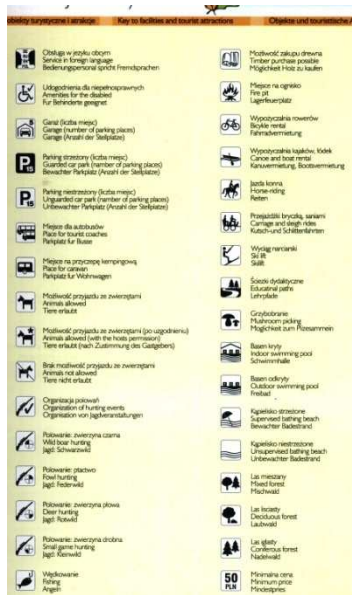 obiekty turystyczne i atrakcje
Key to facilities and tourist attractions
Objekte und touristische A
Obsługa w języku obcym
Service in foreign language
Bedienungspersonal spricht Fremdsprachen
Udogodnienia dla niepełnosprawnych
Amenities for the disabled
Für Behinderte geeignet
Garaż (liczba miejsc)
Garage (number of parking places)
Garage (Anzahl der Stellplätze)
P
15
Parking strzeżony (liczba miejsc)
Guarded car park (number of parking places)
Bewachter Parkplatz (Anzahl der Stellplätze)
P
15
Parking niestrzeżony (liczba miejsc)
Unguarded car park (number of parking places)
Unbewachter Parkplatz (Anzahl der Stellplätze)
Miejsce dla autobusów
Place for tourist coaches
Parkplatz für Busse
Miejsce na przyczepę kempingową
Place for caravan
Parkplatz für Wohnwagen
Możliwość przyjazdu ze zwierzętami
Animals allowed
Tiere erlaubt
Możliwość przyjazdu ze zwierzętami (po uzgodnieniu)
Animals allowed (with the hosts permission)
Tiere erlaubt (nach Zustimmung des Gastgebers)
Brak możliwość przyjazdu ze zwierzętami
Animals not allowed
Tiere nicht erlaubt
Organizacja polowań
Organization of hunting events
Organisation von Jagdveranstaltungen
Polowanie: zwierzyna czarna
Wild boar hunting
Jagd: Schwarzwild
Polowanie: ptactwo
Fowl hunting
Jagd: Federwild
Polowanie: zwierzyna płowa
Deer hunting
Jagd: Rotwild
Polowanie: zwierzyna drobna
Small game hunting
Jagd: Kleinwild
Wędkowanie
Fishing
Angeln
Możliwość zakupu drewna
Timber purchase possible
Möglichkeit Holz zu kaufen
Miejsce na ognisko
Fire pit
Lagerfeuerplatz
Wypożyczalnia rowerów
Bicykle rental
Fahrradvermietung
Wypożyczalnia kajaków, łódek
Canoe and boat rental
Kanuvermietung, Bootsvermietung
Jazda konna
Horse-riding
Reiten
Przejażdżki bryczką, saniami
Carriage and sleigh rides
Kutsch-und Schlittenfahrten
Wyciąg narciarski
Ski lift
Skilift
Ścieżki dydaktyczne
Educatinal paths
Lehrpfade
Grzybobranie
Mushroom picking
Moglichkeit zum Pilzesammeln
Basen kryty
Indoor swimming pool
Schwimmhalle
Basen odkryty
Outdoor swimming pool
Freibad
Kąpielisko strzeżone
Supervised bathing beach
Bewachter Badestrand
Kąpielisko niestrzeżone
Unsupervised bathing beach
Unbewachter Badestrand
Las mieszany
Mixed forest
Mischwald
Las liściasty
Deciduous forest
Laubwald
Las iglasty
Coniferous forest
Nadelwald
50
PLN
Minimalna cena
Minimum price
Mindestpries